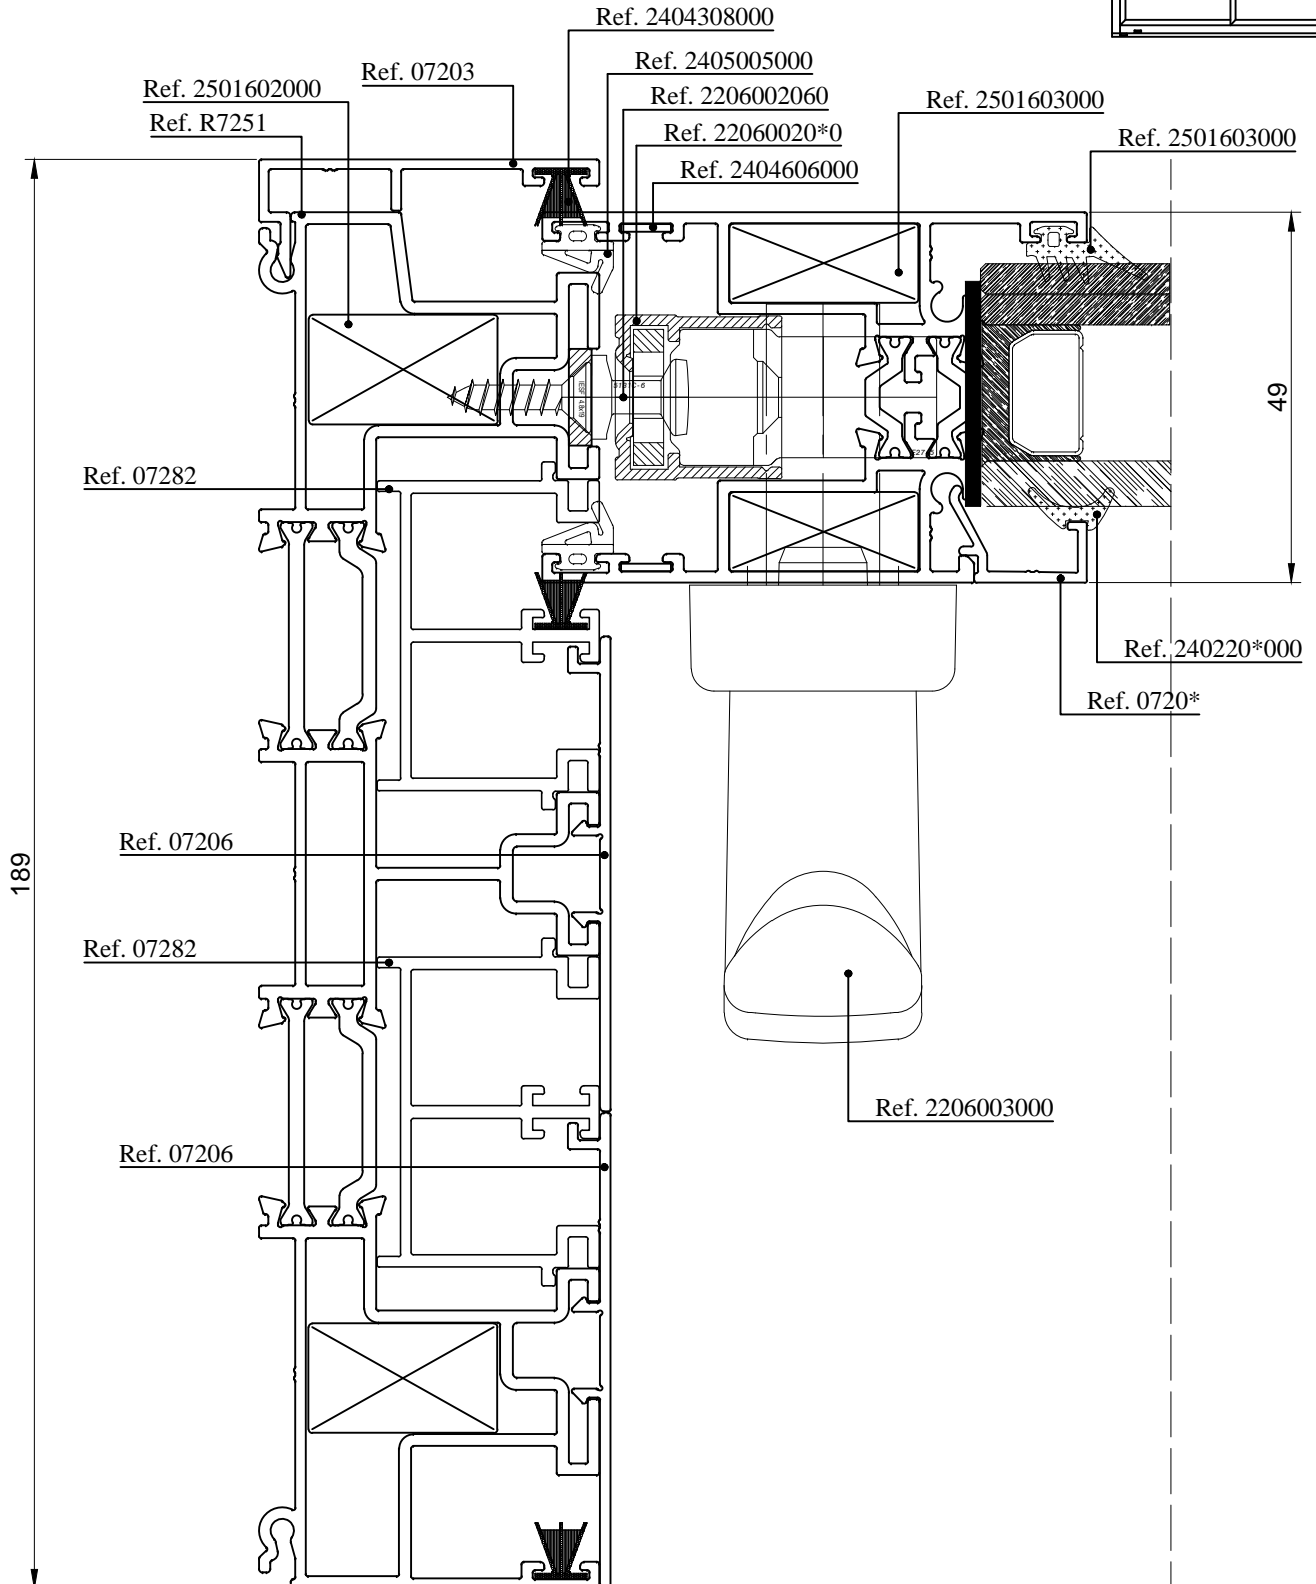 Ref. 2404308000
Ref. 2405005000
Ref. 07203
Ref. 2501602000
Ref. 2206002060
Ref. 2501603000
Ref. R7251
Ref. 22060020*0
Ref. 2501603000
Ref. 2404606000
49
Ref. 07282
Ref. 240220*000
Ref. 0720*
Ref. 07206
189
Ref. 07282
Ref. 2206003000
Ref. 07206